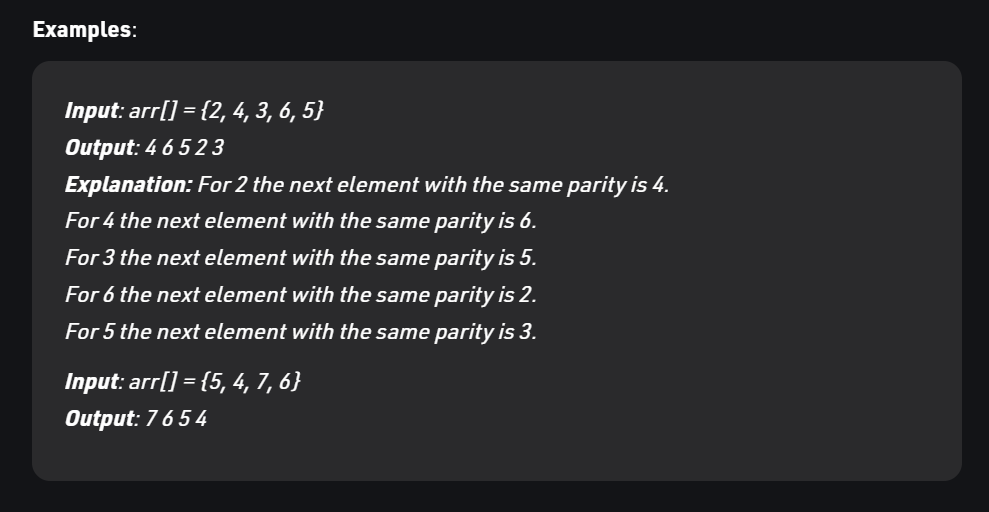 Examples:
Input: arr[] = {2, 4, 3, 6, 5}
Output: 4 6 5 2 3
Explanation: For 2 the next element with the same parity is 4.
For 4 the next element with the same parity is 6.
For 3 the next element with the same parity is 5.
For 6 the next element with the same parity is 2.
For 5 the next element with the same parity is 3.
Input: arr[] = {5, 4, 7, 6}
Output: 7 6 5 4